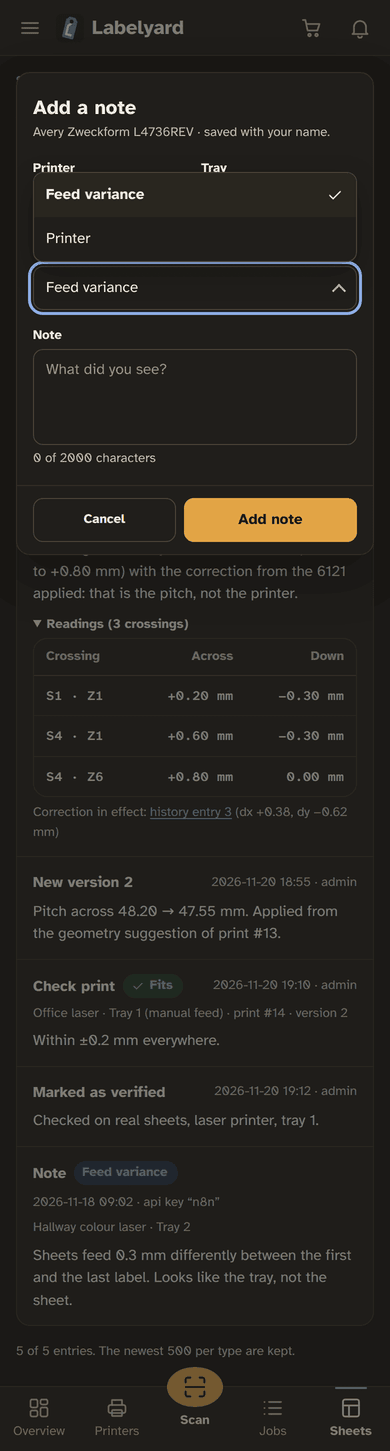 Labelyard
Add a note
Avery Zweckform L4736REV · saved with your name.
Printer Tray
Feed variance
Printer
Feed variance
Note
What did you see?
0 of 2000 characters
Cancel Add note
to +0.80 mm) with the correction from the 6121
applied: that is the pitch, not the printer.
▼ Readings (3 crossings)
Crossing Across Down
S1 · Z1 +0.20 mm −0.30 mm
S4 · Z1 +0.60 mm −0.30 mm
S4 · Z6 +0.80 mm 0.00 mm
Correction in effect: history entry 3 (dx +0.38, dy −0.62
mm)
New version 2 2026-11-20 18:55 · admin
Pitch across 48.20 → 47.55 mm. Applied from
the geometry suggestion of print #13.
Check print ✓ Fits 2026-11-20 19:10 · admin
Office laser · Tray 1 (manual feed) · print #14 · version 2
Within ±0.2 mm everywhere.
Marked as verified 2026-11-20 19:12 · admin
Checked on real sheets, laser printer, tray 1.
Note Feed variance
2026-11-18 09:02 · api key “n8n”
Hallway colour laser · Tray 2
Sheets feed 0.3 mm differently between the first
and the last label. Looks like the tray, not the
sheet.
5 of 5 entries. The newest 500 per type are kept.
Overview Printers Scan Jobs Sheets